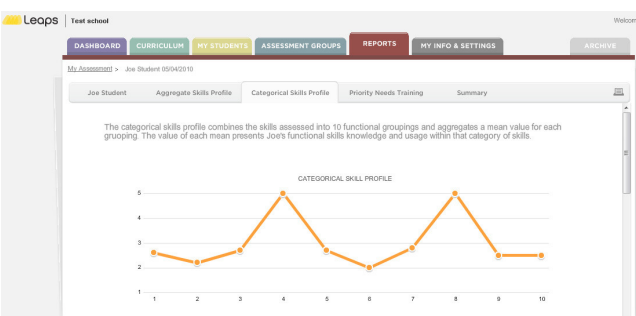 Leaps Test school Welcom
DASHBOARD CURRICULUM MY STUDENTS ASSESSMENT GROUPS REPORTS MY INFO & SETTINGS ARCHIVE
My Assessment > Joe Student 05/04/2010
Joe Student Aggregate Skills Profile Categorical Skills Profile Priority Needs Training Summary
The categorical skills profile combines the skills assessed into 10 functional groupings and aggregates a mean value for each
gruoping. The value of each mean presents Joe's functional skills knowledge and usage within that category of skills.
CATEGORICAL SKILL PROFILE
5
4
3
2
1
1 2 3 4 5 6 7 8 9 10